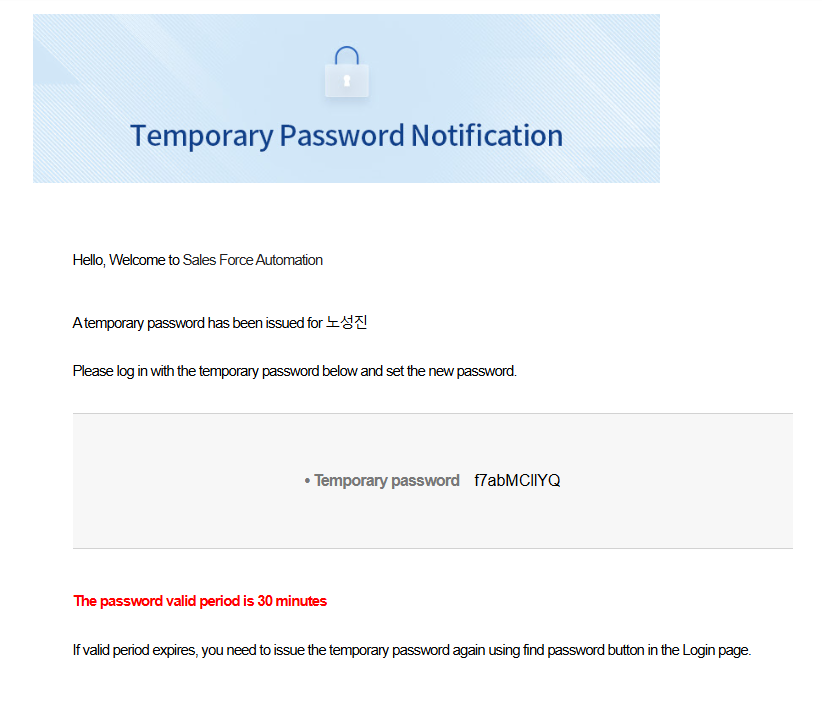 Temporary Password Notification
Hello, Welcome to Sales Force Automation
A temporary password has been issued for 노성진
Please log in with the temporary password below and set the new password.
• Temporary password
The password valid period is 30 minutes
If valid period expires, you need to issue the temporary password again using find password button in the Login page.